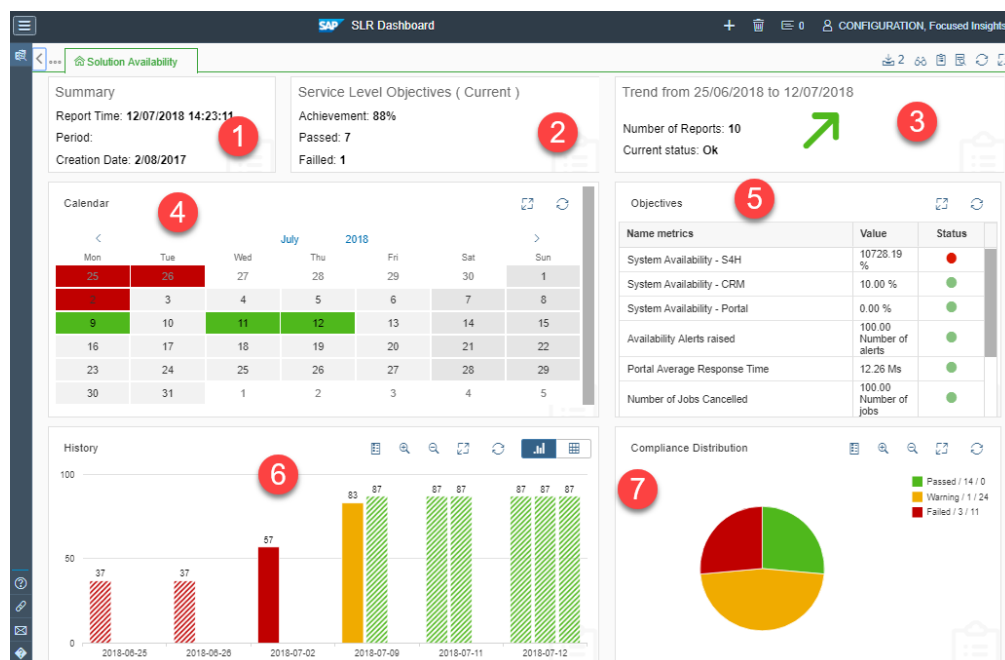 SAP SLR Dashboard
0
CONFIGURATION, Focused Insights
Solution Availability
2
Summary
Report Time: 12/07/2018 14:23:11
Period:
Creation Date: 2/08/2017
1
Service Level Objectives ( Current )
Achievement: 88%
Passed: 7
Failled: 1
2
Trend from 25/06/2018 to 12/07/2018
Number of Reports: 10
Current status: Ok
3
Calendar
4
July 2018
Mon Tue Wed Thu Fri Sat Sun
25 26 27 28 29 30 1
2 3 4 5 6 7 8
9 10 11 12 13 14 15
16 17 18 19 20 21 22
23 24 25 26 27 28 29
30 31 1 2 3 4 5
Objectives
5
Name metrics Value Status
System Availability - S4H 10728.19
%
System Availability - CRM 10.00 %
System Availability - Portal 0.00 %
Availability Alerts raised 100.00
Number of
alerts
Portal Average Response Time 12.26 Ms
Number of Jobs Cancelled 100.00
Number of
jobs
History
6
100
50
0
37
37
57
83 87
87 87
87 87 87
2018-06-25 2018-06-26 2018-07-02 2018-07-09 2018-07-11 2018-07-12
Compliance Distribution
7
Passed / 14 / 0
Warning / 1 / 24
Failed / 3 / 11